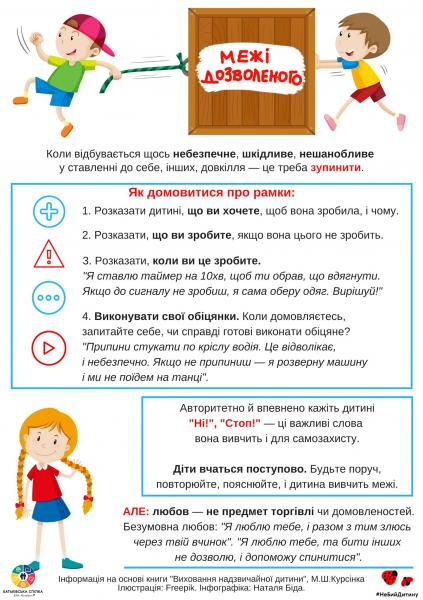 МЕЖІ
ДОЗВОЛЕНОГО
Коли відбувається щось небезпечне, шкідливе, нешанобливе
у ставленні до себе, інших, довкілля — це треба зупинити.
Як домовитися про рамки:
1. Розказати дитині, що ви хочете, щоб вона зробила, і чому.
2. Розказати, що ви зробите, якщо вона цього не зробить.
3. Розказати, коли ви це зробите.
"Я ставлю таймер на 10хв, щоб ти обрав, що вдягнути.
Якщо до сигналу не зробиш, я сама оберу одяг. Вирішуй!"
4. Виконувати свої обіцянки. Коли домовляєтесь,
запитайте себе, чи справді готові виконати обіцяне?
"Припини стукати по кріслу водія. Це відволікає,
і небезпечно. Якщо не припиниш — я розверну машину
і ми не поїдем на танці".
Авторитетно й впевнено кажіть дитині
"Ні!", "Стоп!" — ці важливі слова
вона вивчить і для самозахисту.
Діти вчаться поступово. Будьте поруч,
повторюйте, пояснюйте, і дитина вивчить межі.
АЛЕ: любов — не предмет торгівлі чи домовленостей.
Безумовна любов: "Я люблю тебе, і разом з тим злюсь
через твій вчинок". "Я люблю тебе, та бити інших
не дозволю, і допоможу спинитися".
Інформація на основі книги "Виховання надзвичайної дитини", М.Ш.Курсінка
Ілюстрація: Freepik. Інфографіка: Наталя Біда.
БАТЬКІВСЬКА СПІЛКА
#НеБийДитину